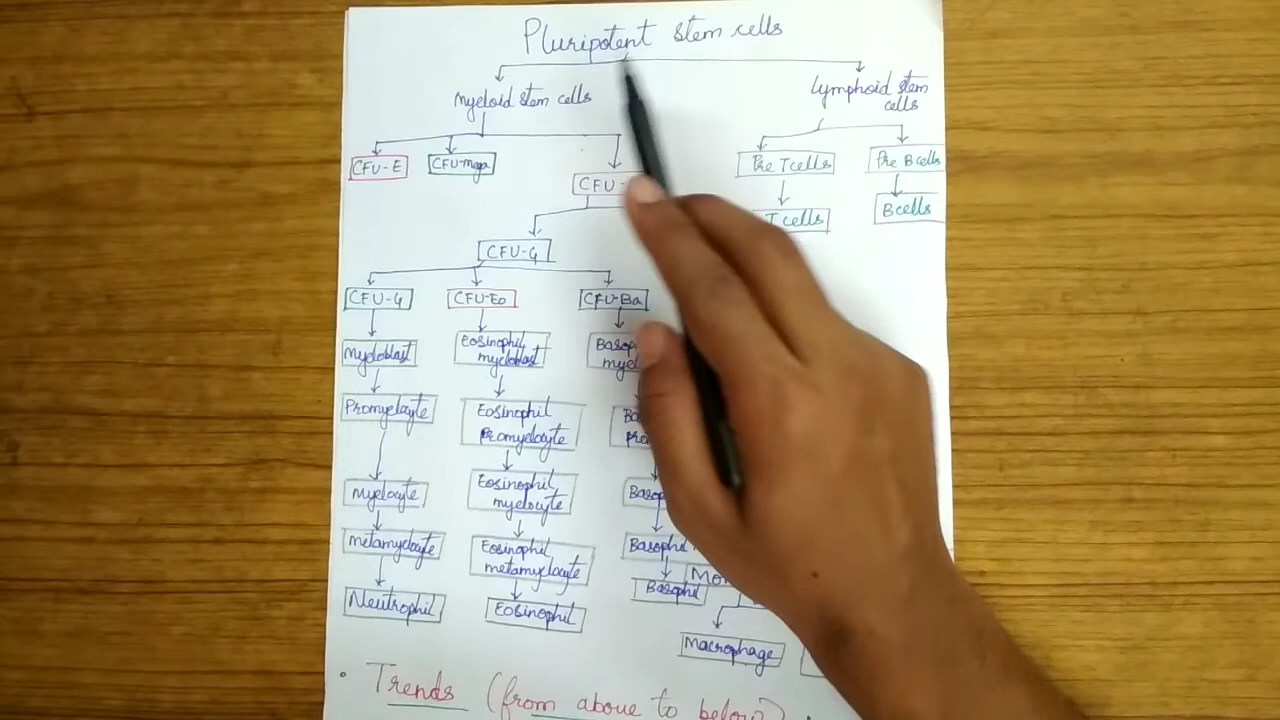 Pluripotent stem cells
Myeloid stem cells
Lymphoid stem
cells
CFU-E
CFU-mega
CFU-
Pre T cells
Pre B cells
T cells
B cells
CFU-G
CFU-G
CFU-Eo
CFU-Ba
Myeloblast
Eosinophil
myeloblast
Promyelocyte
Eosinophil
Promyelocyte
Myelocyte
Eosinophil
myelocyte
metamyelocyte
Eosinophil
metamyelocyte
Basophil
Neutrophil
Eosinophil
Basophil
Macrophage
Trends (from above to below)